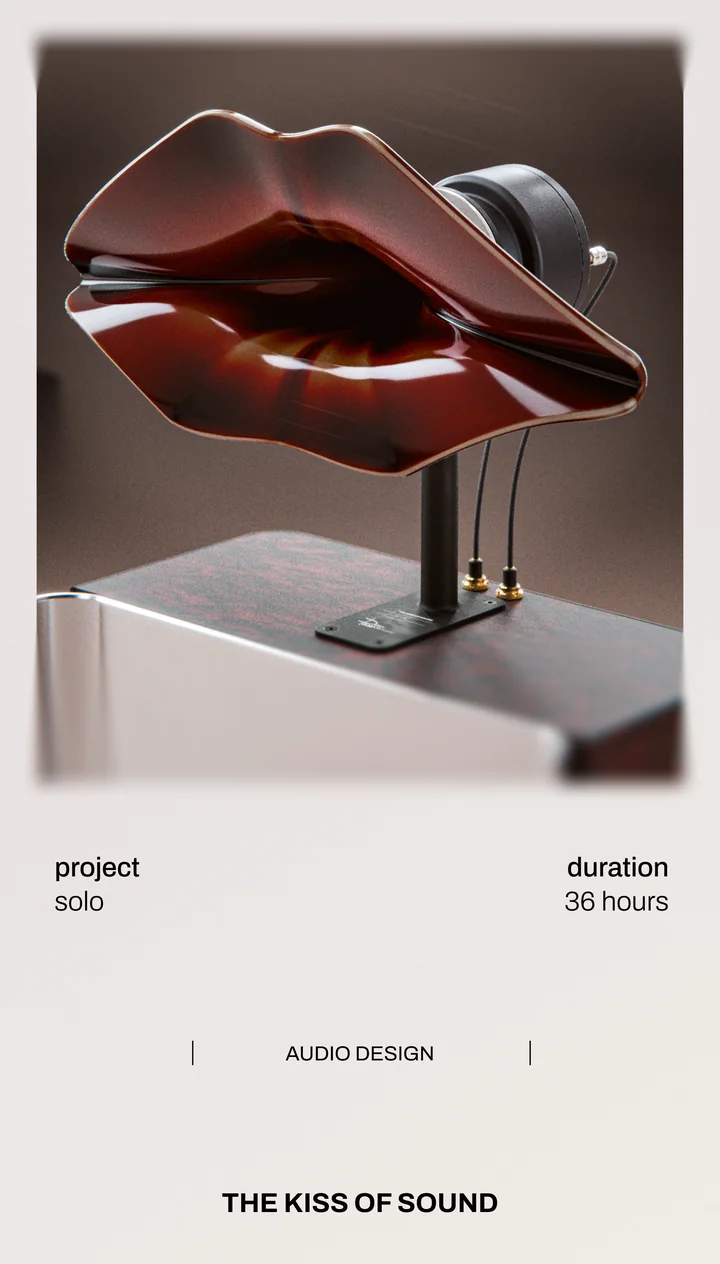 project
solo
duration
36 hours
AUDIO DESIGN
THE KISS OF SOUND